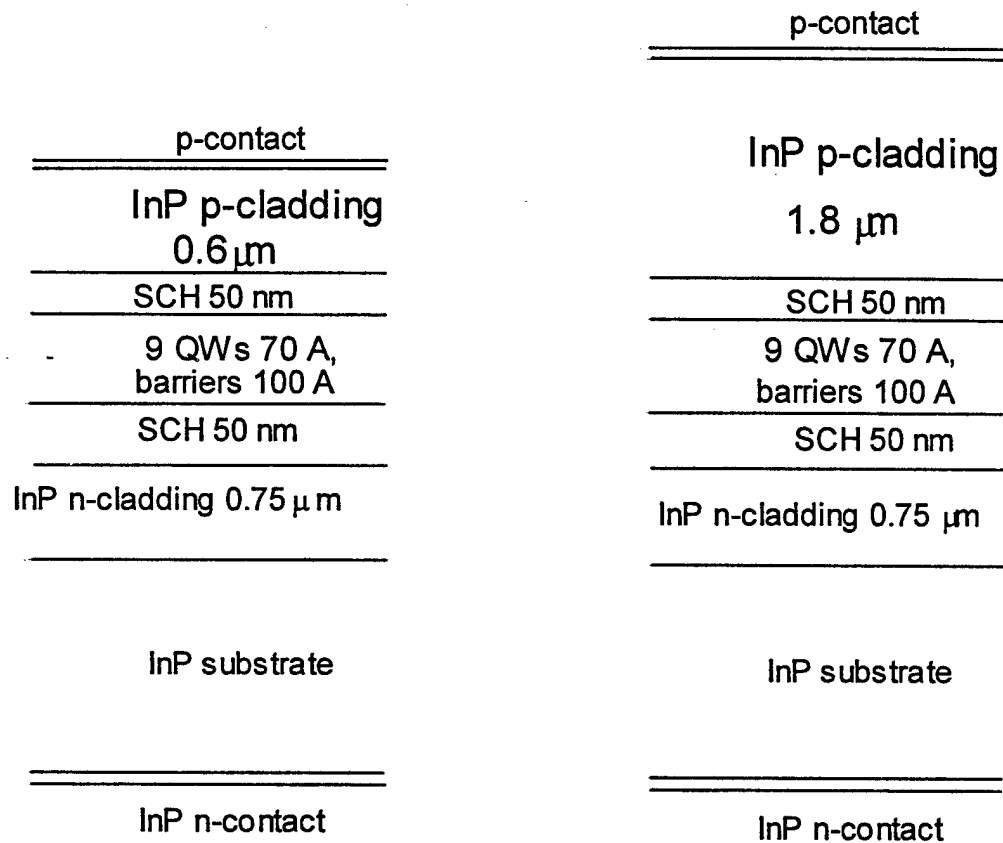 p-contact
InP p-cladding
0.6 μm
SCH 50 nm
9 QWs 70 A,
barriers 100 A
SCH 50 nm
InP n-cladding 0.75 μm
InP substrate
InP n-contact
p-contact
InP p-cladding
1.8 μm
SCH 50 nm
9 QWs 70 A,
barriers 100 A
SCH 50 nm
InP n-cladding 0.75 μm
InP substrate
InP n-contact